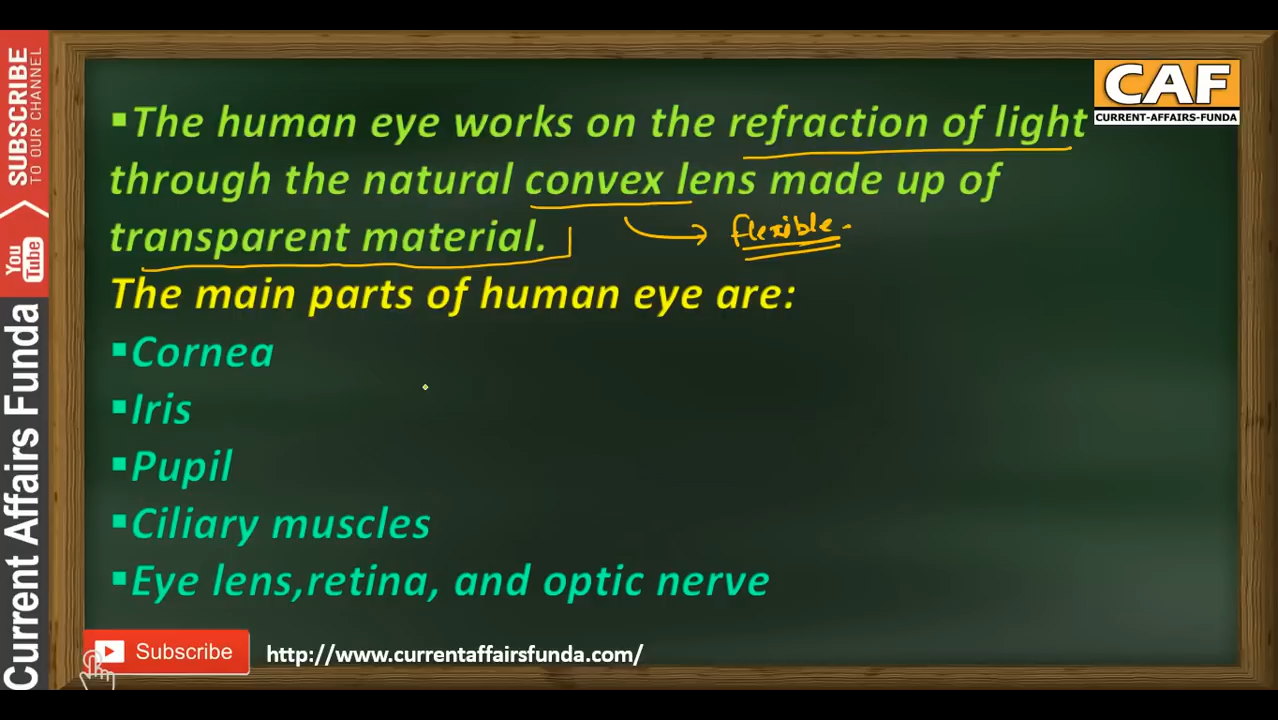 SUBSCRIBE
TO OUR CHANNEL
You
Tube
Current Affairs Funda
CAF
CURRENT-AFFAIRS-FUNDA
▪The human eye works on the refraction of light
through the natural convex lens made up of
transparent material.
flexible.
The main parts of human eye are:
▪Cornea
▪Iris
▪Pupil
▪Ciliary muscles
▪Eye lens,retina, and optic nerve
Subscribe
http://www.currentaffairsfunda.com/